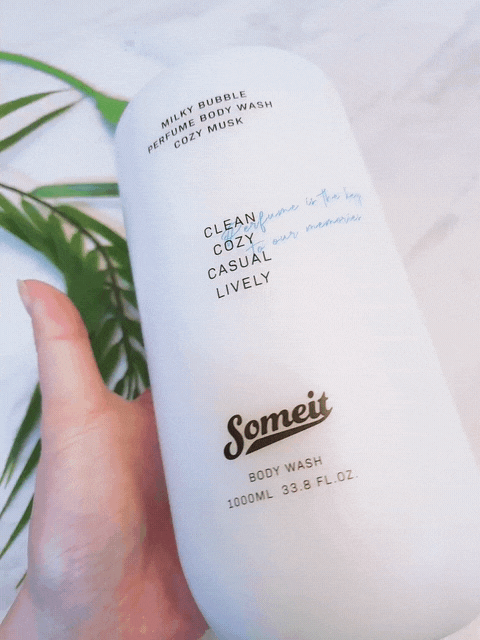 MILKY BUBBLE
PERFUME BODY WASH
COZY MUSK
CLEAN
COZY
CASUAL
LIVELY
Perfume is the key
to our memories
Someit
BODY WASH
1000ML 33.8 FL.OZ.